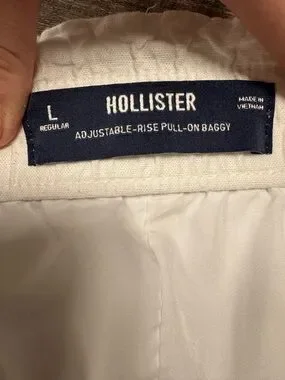 L
REGULAR
HOLLISTER
MADE IN
VIETNAM
ADJUSTABLE-RISE PULL-ON BAGGY